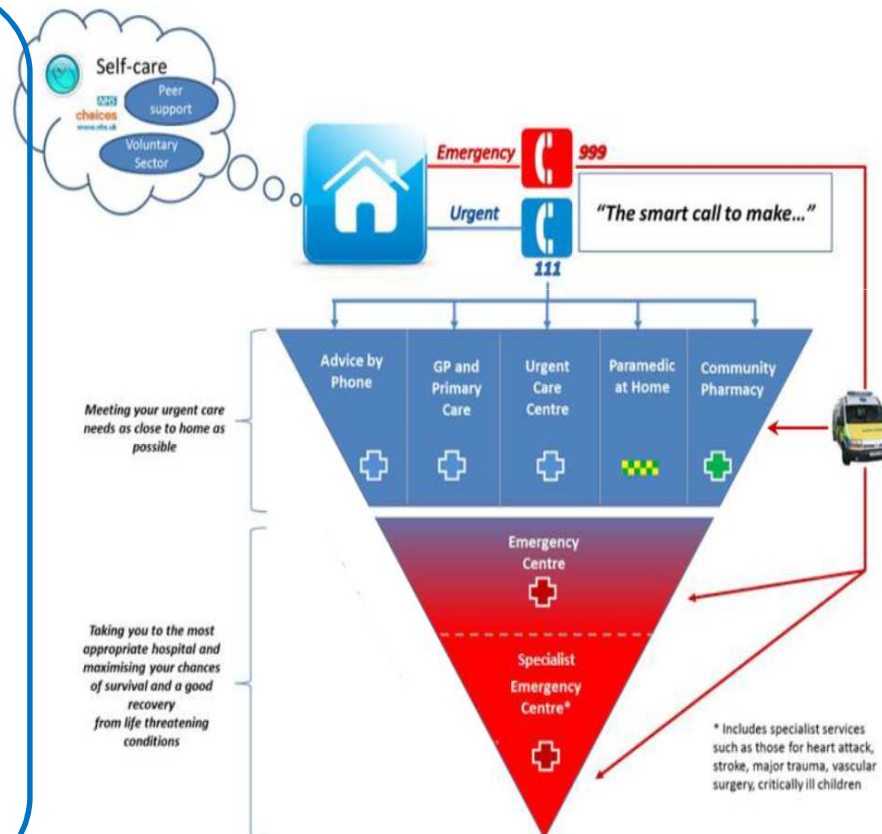 Self-care
Peer
support
NHS
choices
www.nhs.uk
Voluntary
Sector
Emergency
999
Urgent
111
“The smart call to make...”
Advice by
Phone
GP and
Primary
Care
Urgent
Care
Centre
Paramedic
at Home
Community
Pharmacy
Meeting your urgent care
needs as close to home as
possible
Emergency
Centre
Taking you to the most
appropriate hospital and
maximising your chances
of survival and a good
recovery
from life threatening
conditions
Specialist
Emergency
Centre*
* Includes specialist services
such as those for heart attack,
stroke, major trauma, vascular
surgery, critically ill children